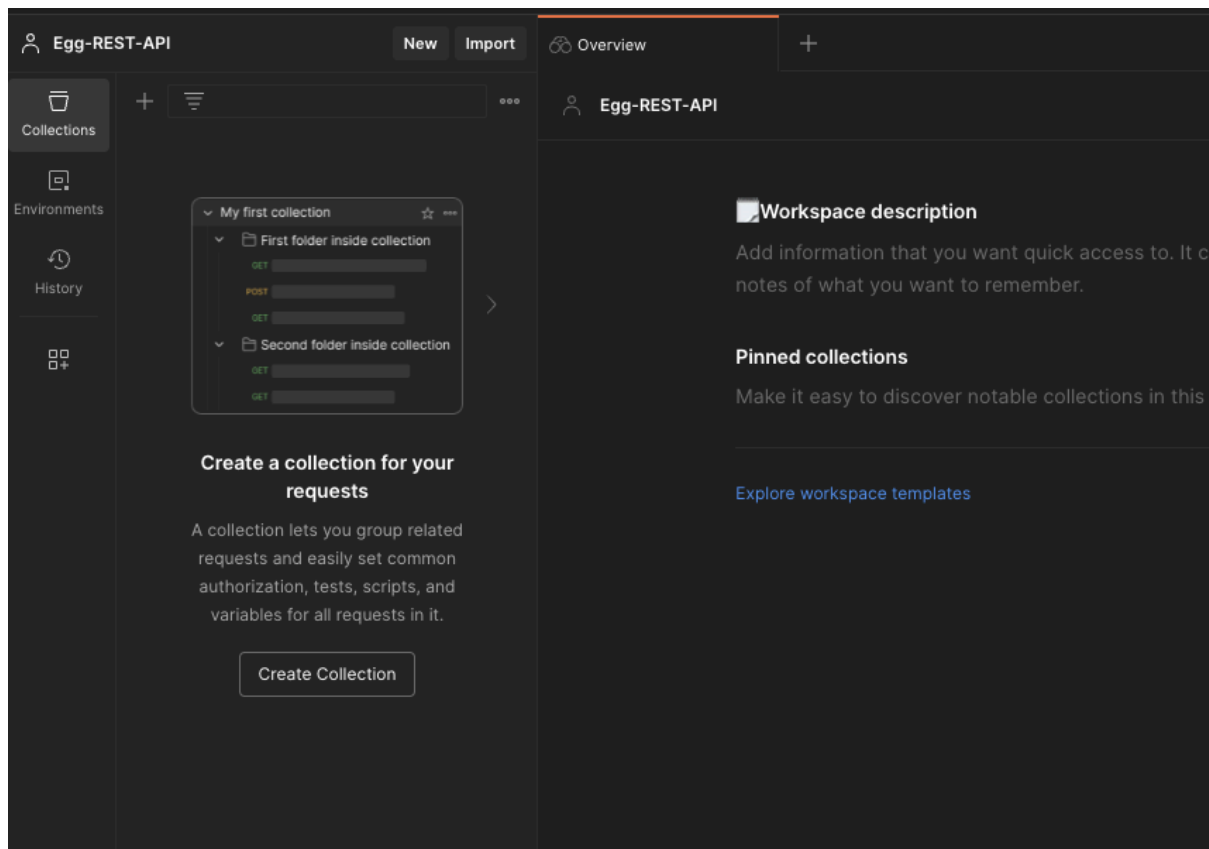 Egg-REST-API
New
Import
Collections
Environments
History
My first collection
First folder inside collection
GET
POST
GET
Second folder inside collection
GET
GET
Create a collection for your
requests
A collection lets you group related
requests and easily set common
authorization, tests, scripts, and
variables for all requests in it.
Create Collection
Overview
Egg-REST-API
Workspace description
Add information that you want quick access to. It c
notes of what you want to remember.
Pinned collections
Make it easy to discover notable collections in this
Explore workspace templates